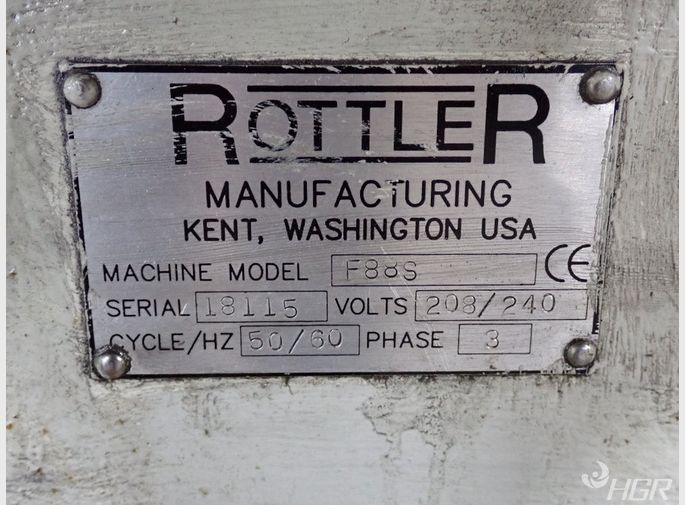 ROTTLER
MANUFACTURING
KENT, WASHINGTON USA
MACHINE MODEL F88S CE
SERIAL 18115 VOLTS 208/240
CYCLE/HZ 50/60 PHASE 3
HGR